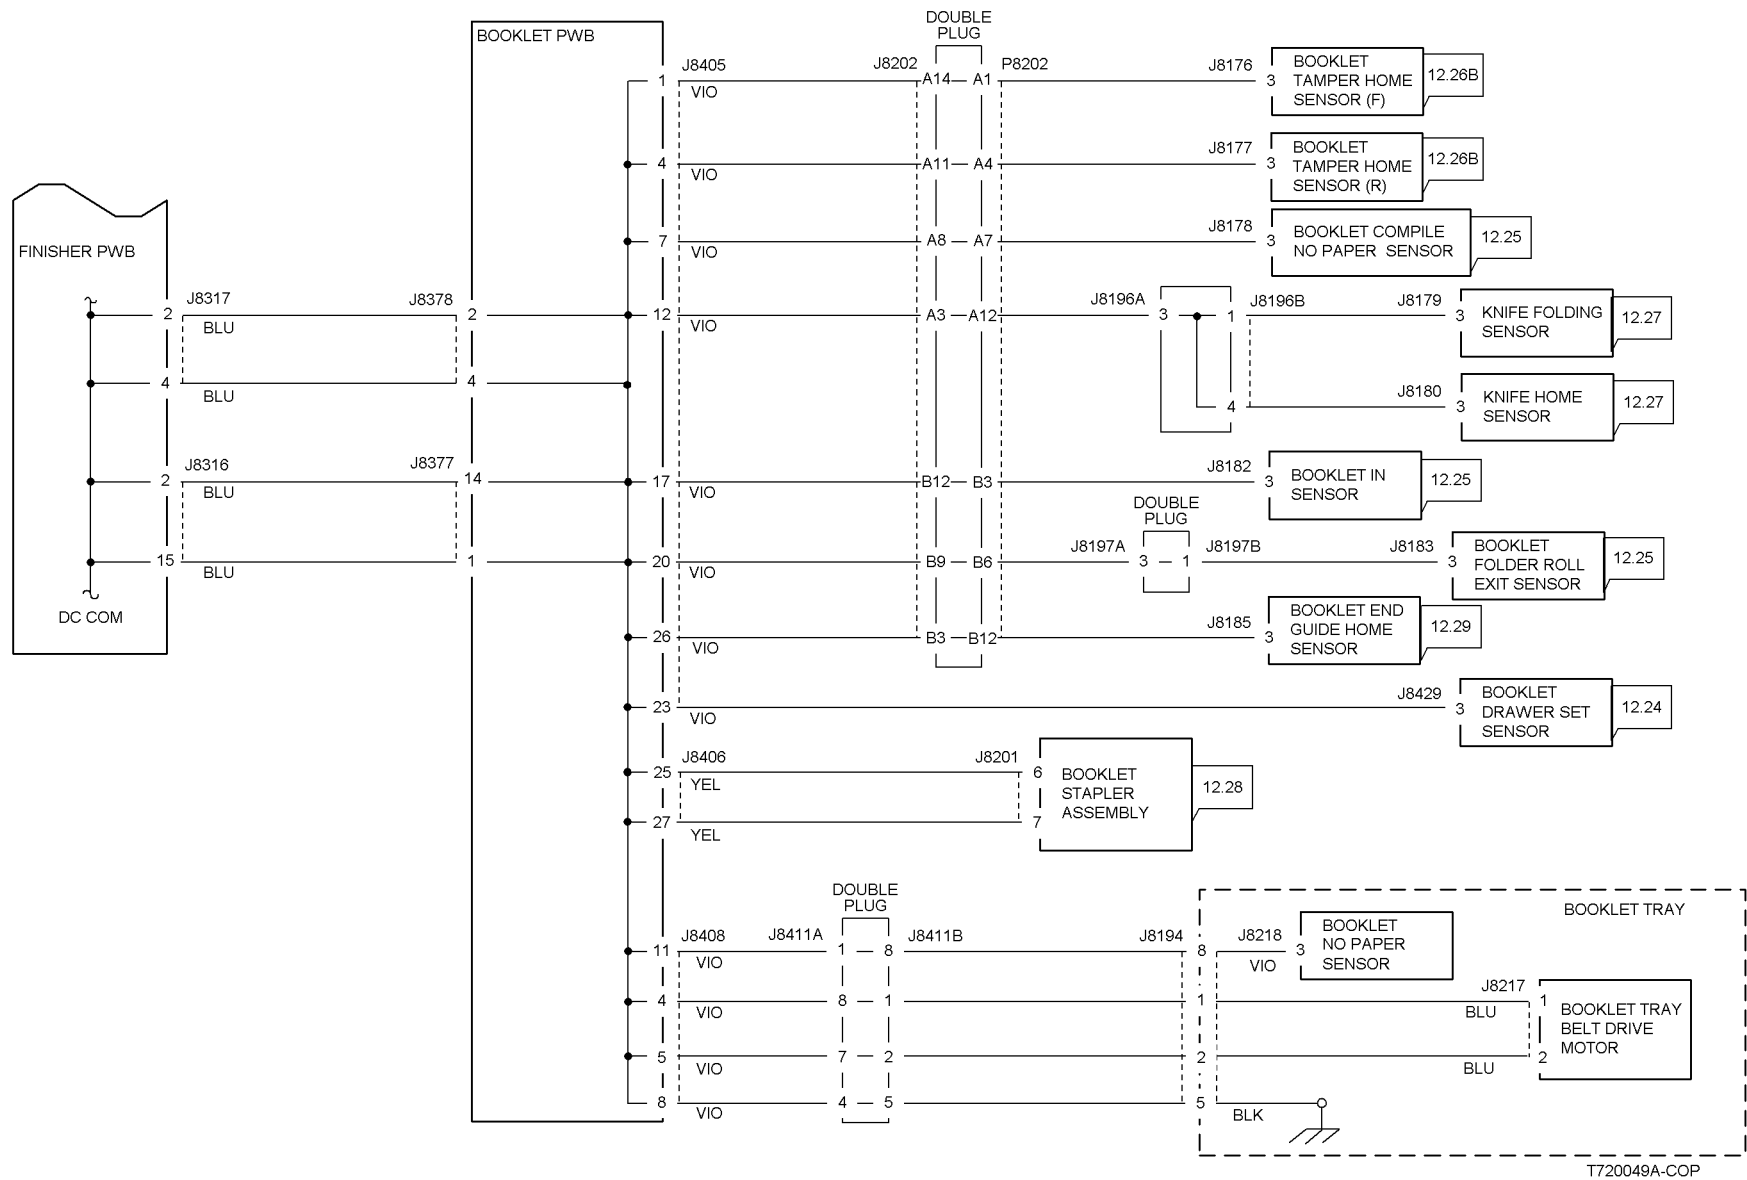 DOUBLE
PLUG
BOOKLET PWB
J8405
J8202
P8202
J8176
BOOKLET
TAMPER HOME
SENSOR (F)
12.26B
1
A14
A1
3
VIO
J8177
BOOKLET
TAMPER HOME
SENSOR (R)
12.26B
4
A11
A4
3
VIO
J8178
BOOKLET COMPILE
NO PAPER SENSOR
12.25
7
A8
A7
3
VIO
FINISHER PWB
J8317
J8378
J8196A
J8196B
J8179
KNIFE FOLDING
SENSOR
12.27
2
2
12
A3
A12
3
1
3
BLU
VIO
4
4
BLU
J8180
KNIFE HOME
SENSOR
12.27
4
3
J8316
J8377
J8182
BOOKLET IN
SENSOR
12.25
2
14
17
B12
B3
3
BLU
VIO
DOUBLE
PLUG
J8197A
J8197B
J8183
BOOKLET
FOLDER ROLL
EXIT SENSOR
12.25
15
1
20
B9
B6
3
1
3
BLU
VIO
DC COM
J8185
BOOKLET END
GUIDE HOME
SENSOR
12.29
26
B3
B12
3
VIO
J8429
BOOKLET
DRAWER SET
SENSOR
12.24
23
3
VIO
J8406
J8201
BOOKLET
STAPLER
ASSEMBLY
12.28
25
6
YEL
27
7
YEL
DOUBLE
PLUG
BOOKLET TRAY
J8408
J8411A
J8411B
J8194
J8218
BOOKLET
NO PAPER
SENSOR
11
1
8
8
3
VIO
VIO
J8217
BOOKLET TRAY
BELT DRIVE
MOTOR
4
8
1
1
1
VIO
BLU
5
7
2
2
2
VIO
BLU
8
4
5
5
VIO
BLK
T720049A-COP